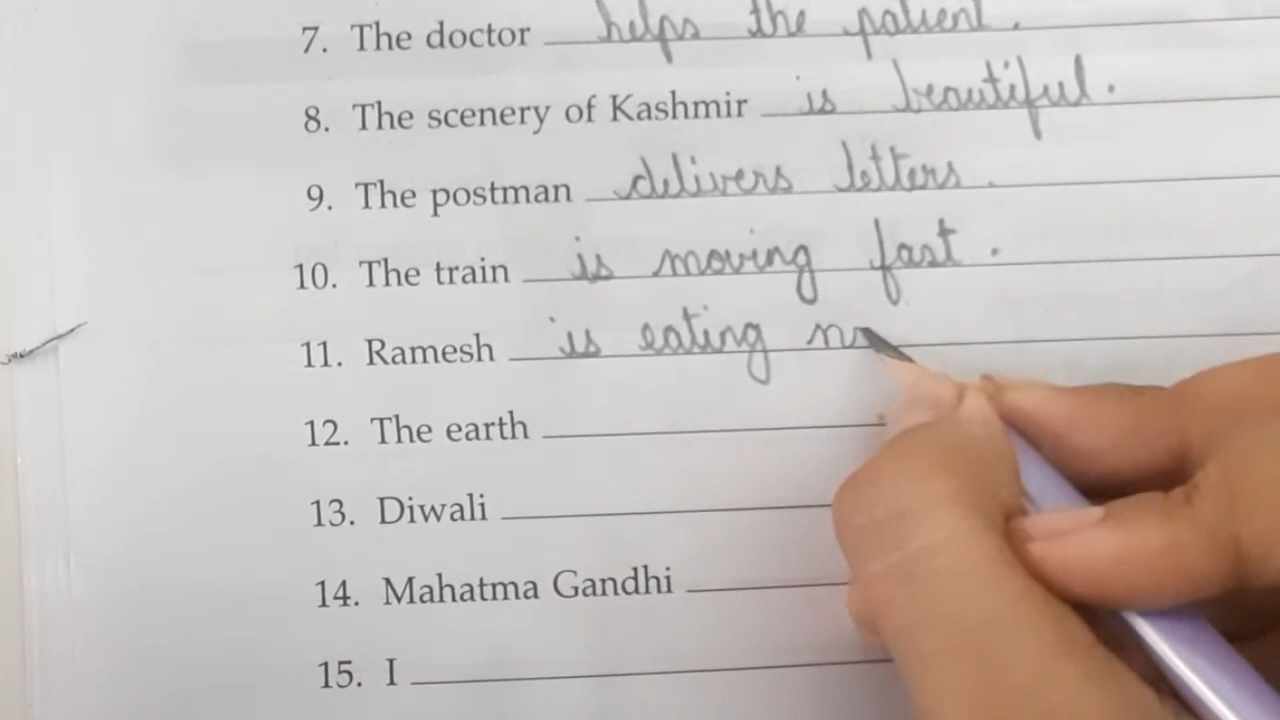 7. The doctor helps the patient.
8. The scenery of Kashmir is beautiful.
9. The postman delivers letters.
10. The train is moving fast.
11. Ramesh is eating
12. The earth
13. Diwali
14. Mahatma Gandhi
15. I